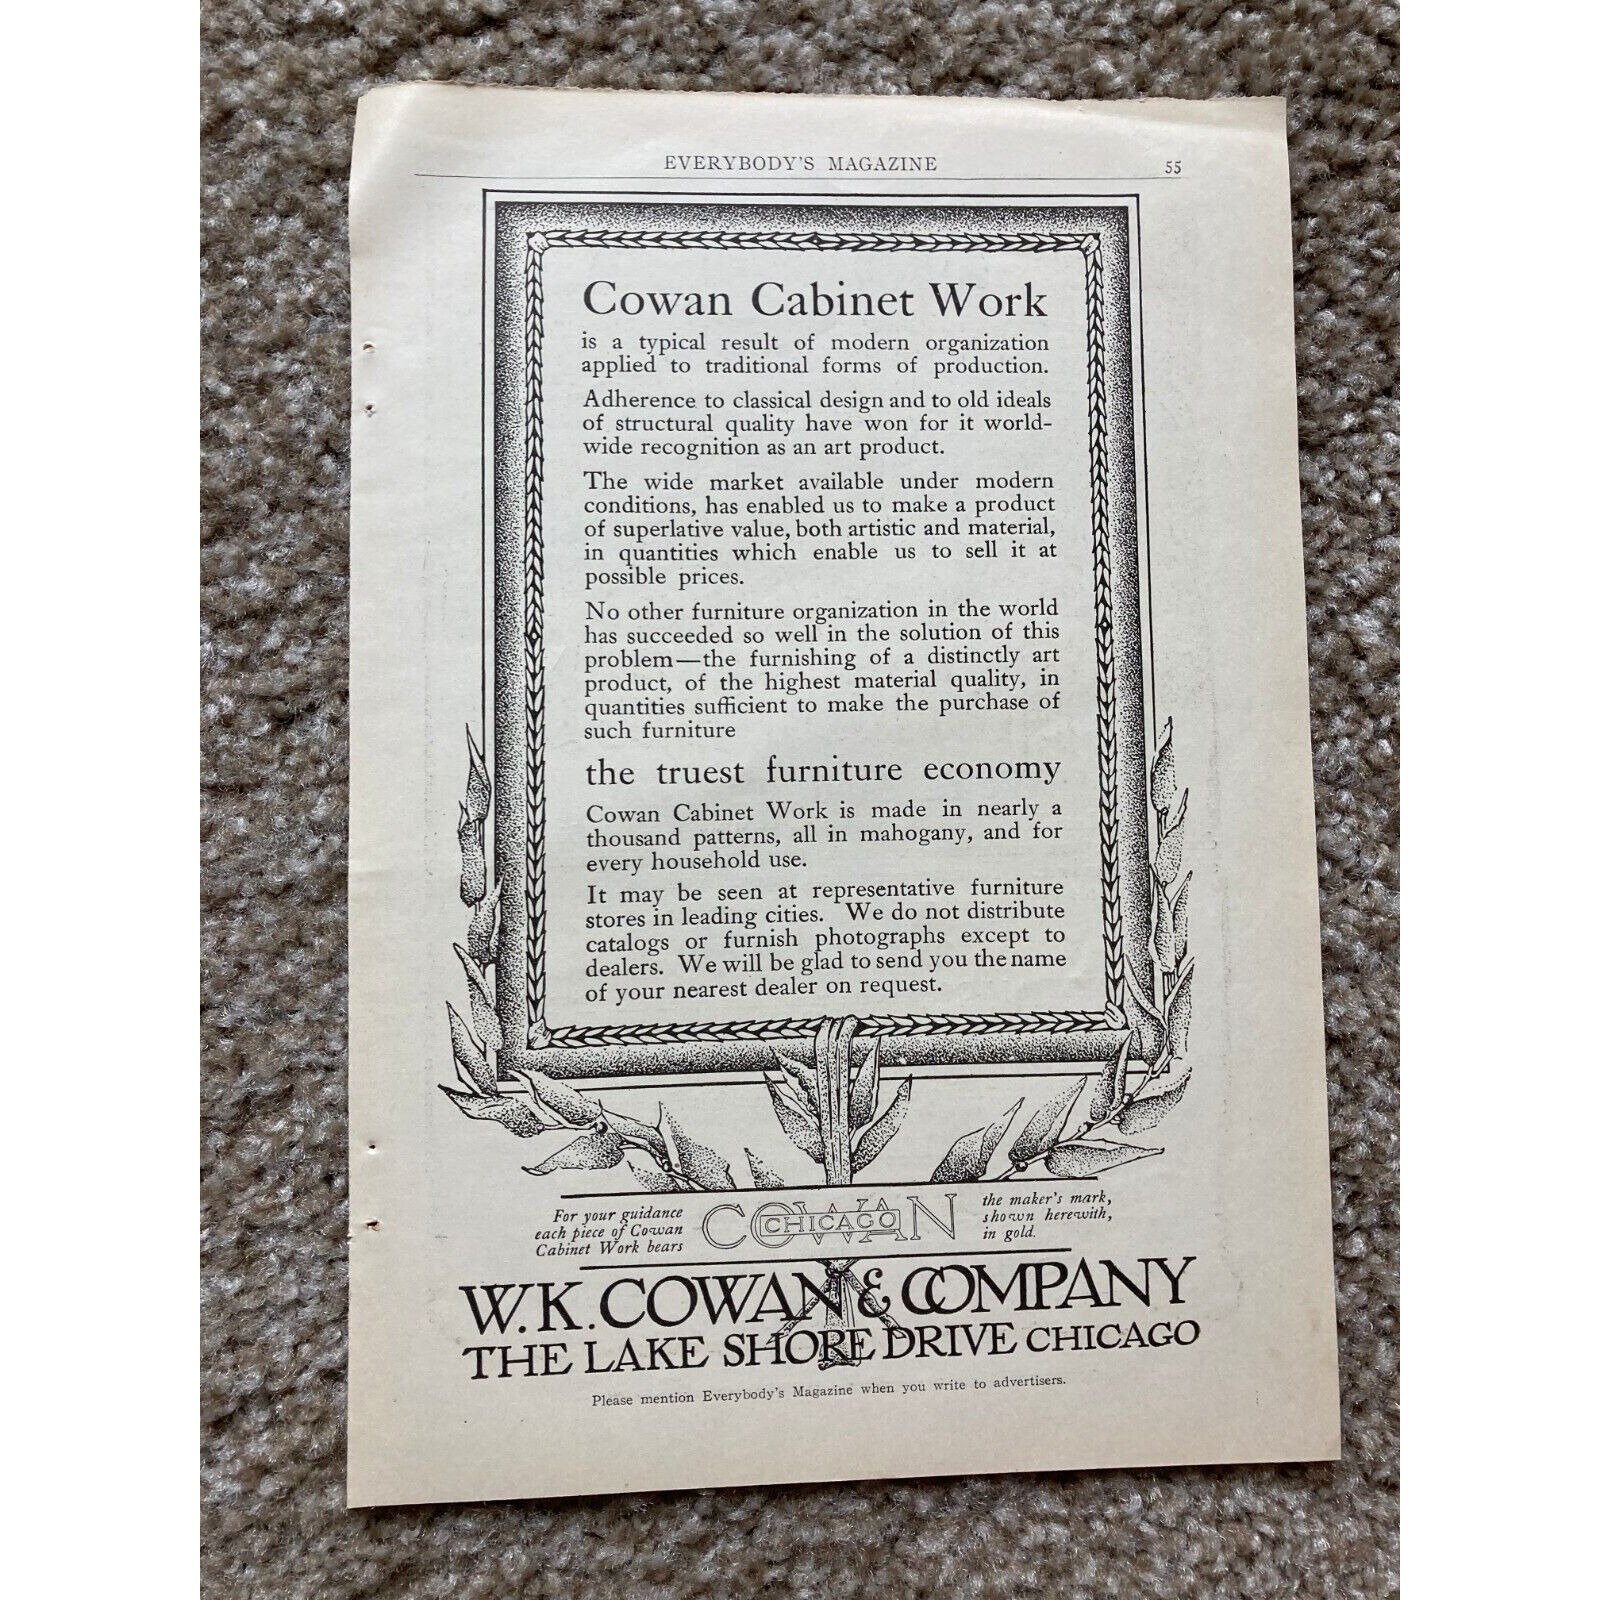 EVERYBODY'S MAGAZINE 55
Cowan Cabinet Work
is a typical result of modern organization
applied to traditional forms of production.
Adherence to classical design and to old ideals
of structural quality have won for it world-
wide recognition as an art product.
The wide market available under modern
conditions, has enabled us to make a product
of superlative value, both artistic and material,
in quantities which enable us to sell it at
possible prices.
No other furniture organization in the world
has succeeded so well in the solution of this
problem—the furnishing of a distinctly art
product, of the highest material quality, in
quantities sufficient to make the purchase of
such furniture
the truest furniture economy
Cowan Cabinet Work is made in nearly a
thousand patterns, all in mahogany, and for
every household use.
It may be seen at representative furniture
stores in leading cities. We do not distribute
catalogs or furnish photographs except to
dealers. We will be glad to send you the name
of your nearest dealer on request.
For your guidance
each piece of Cowan
Cabinet Work bears
COWAN
CHICAGO
the maker's mark,
shown herewith,
in gold.
W. K. COWAN & COMPANY
THE LAKE SHORE DRIVE CHICAGO
Please mention Everybody's Magazine when you write to advertisers.